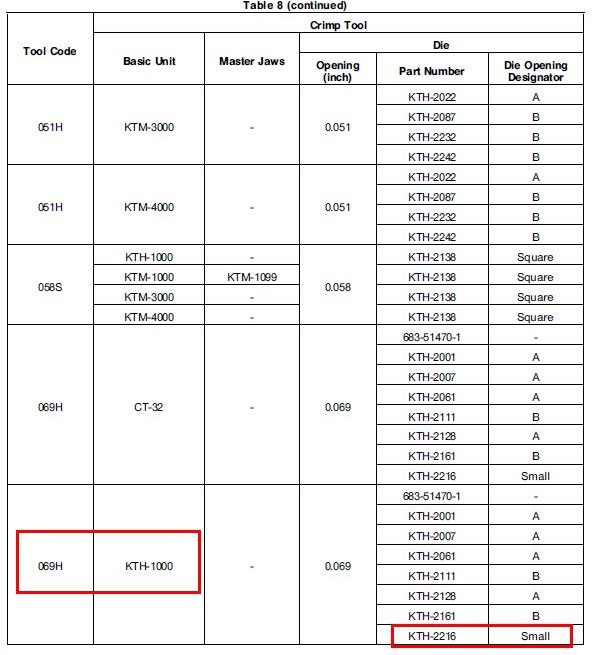 Table 8 (continued)
Tool Code
Crimp Tool
Basic Unit
Master Jaws
Die
Opening (inch)
Part Number
Die Opening Designator
051H KTM-3000 - 0.051 KTH-2022 A
KTH-2087 B
KTH-2232 B
KTH-2242 B
051H KTM-4000 - 0.051 KTH-2022 A
KTH-2087 B
KTH-2232 B
KTH-2242 B
058S KTH-1000 - 0.058 KTH-2138 Square
KTM-1000 KTM-1099 KTH-2138 Square
KTM-3000 - KTH-2138 Square
KTM-4000 - KTH-2138 Square
069H CT-32 - 0.069 683-51470-1 -
KTH-2001 A
KTH-2007 A
KTH-2061 A
KTH-2111 B
KTH-2128 A
KTH-2161 B
KTH-2216 Small
069H KTH-1000 - 0.069 683-51470-1 -
KTH-2001 A
KTH-2007 A
KTH-2061 A
KTH-2111 B
KTH-2128 A
KTH-2161 B
KTH-2216 Small